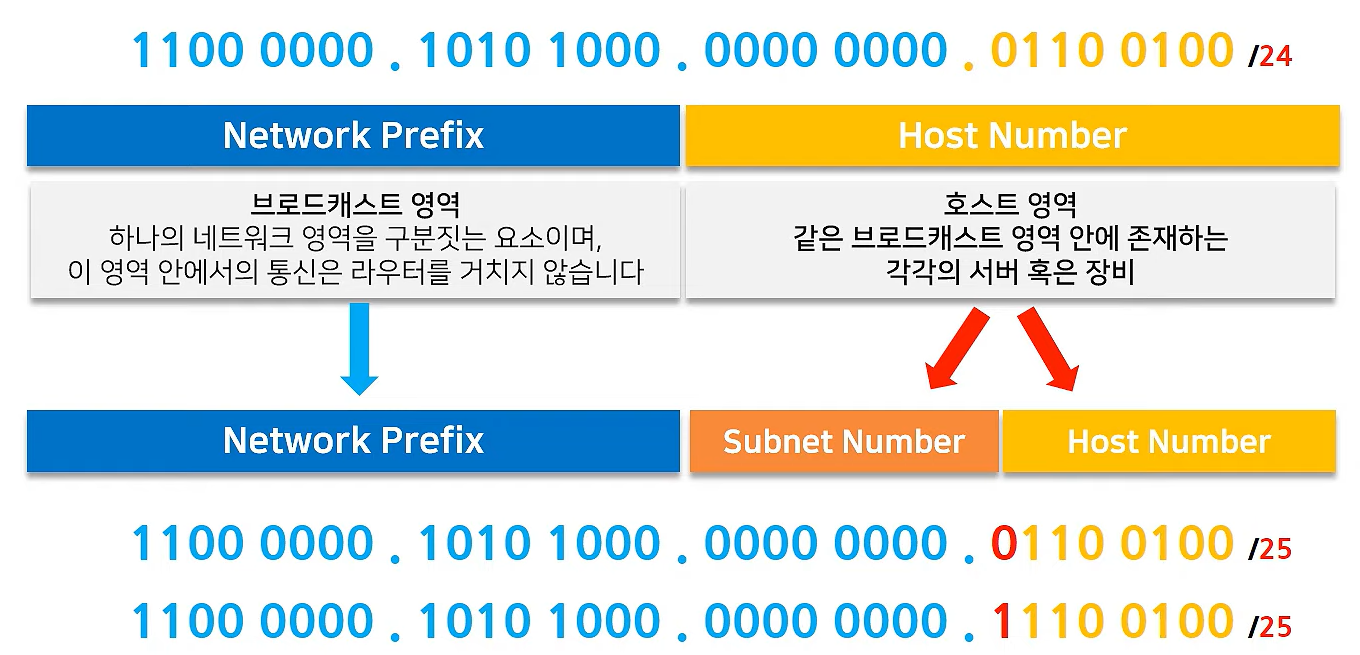 1100 0000 . 1010 1000 . 0000 0000 . 0110 0100 /24
Network Prefix
Host Number
브로드캐스트 영역
하나의 네트워크 영역을 구분짓는 요소이며,
이 영역 안에서의 통신은 라우터를 거치지 않습니다
호스트 영역
같은 브로드캐스트 영역 안에 존재하는
각각의 서버 혹은 장비
Network Prefix
Subnet Number
Host Number
1100 0000 . 1010 1000 . 0000 0000 . 0110 0100 /25
1100 0000 . 1010 1000 . 0000 0000 . 1110 0100 /25